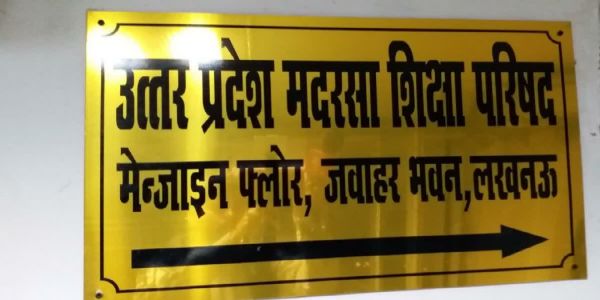 उत्तर प्रदेश मदरसा शिक्षा परिषद
मेन्जाइन फ्लोर, जवाहर भवन,लखनऊ